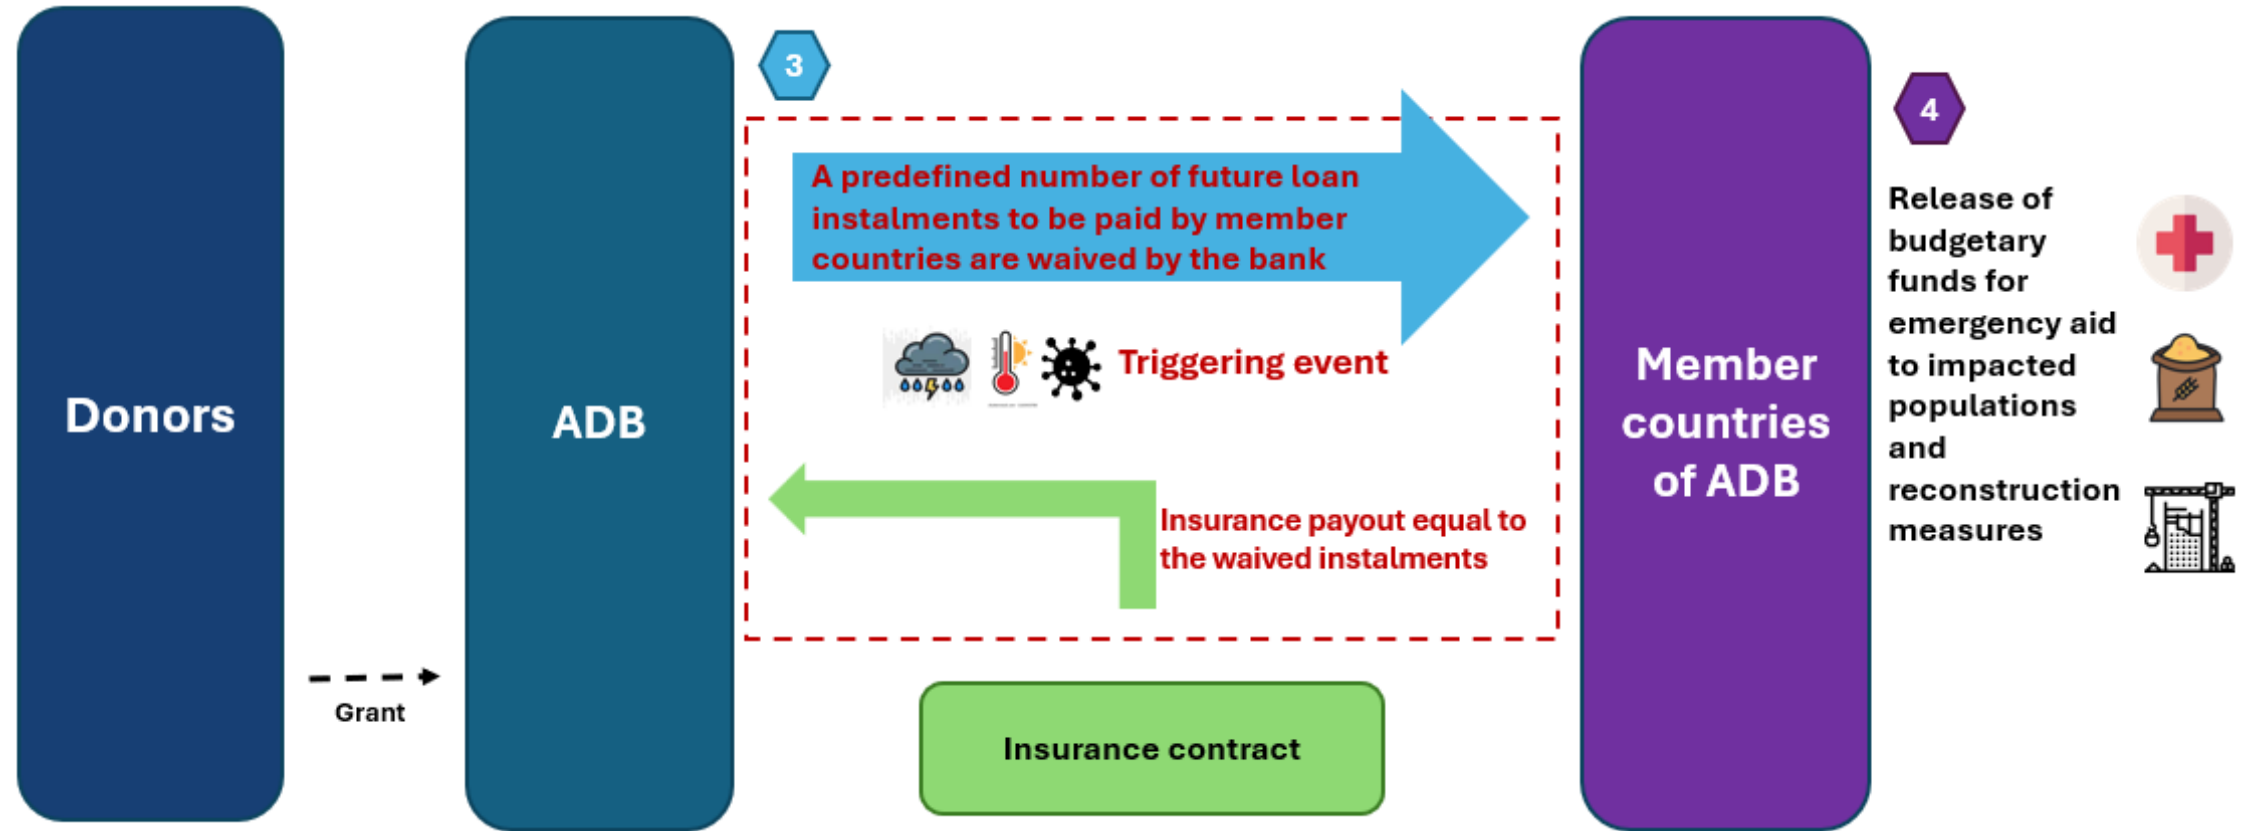 Donors
Grant
ADB
3
A predefined number of future loan
instalments to be paid by member
countries are waived by the bank
Triggering event
Insurance payout equal to
the waived instalments
Insurance contract
Member
countries
of ADB
4
Release of
budgetary
funds for
emergency aid
to impacted
populations
and
reconstruction
measures